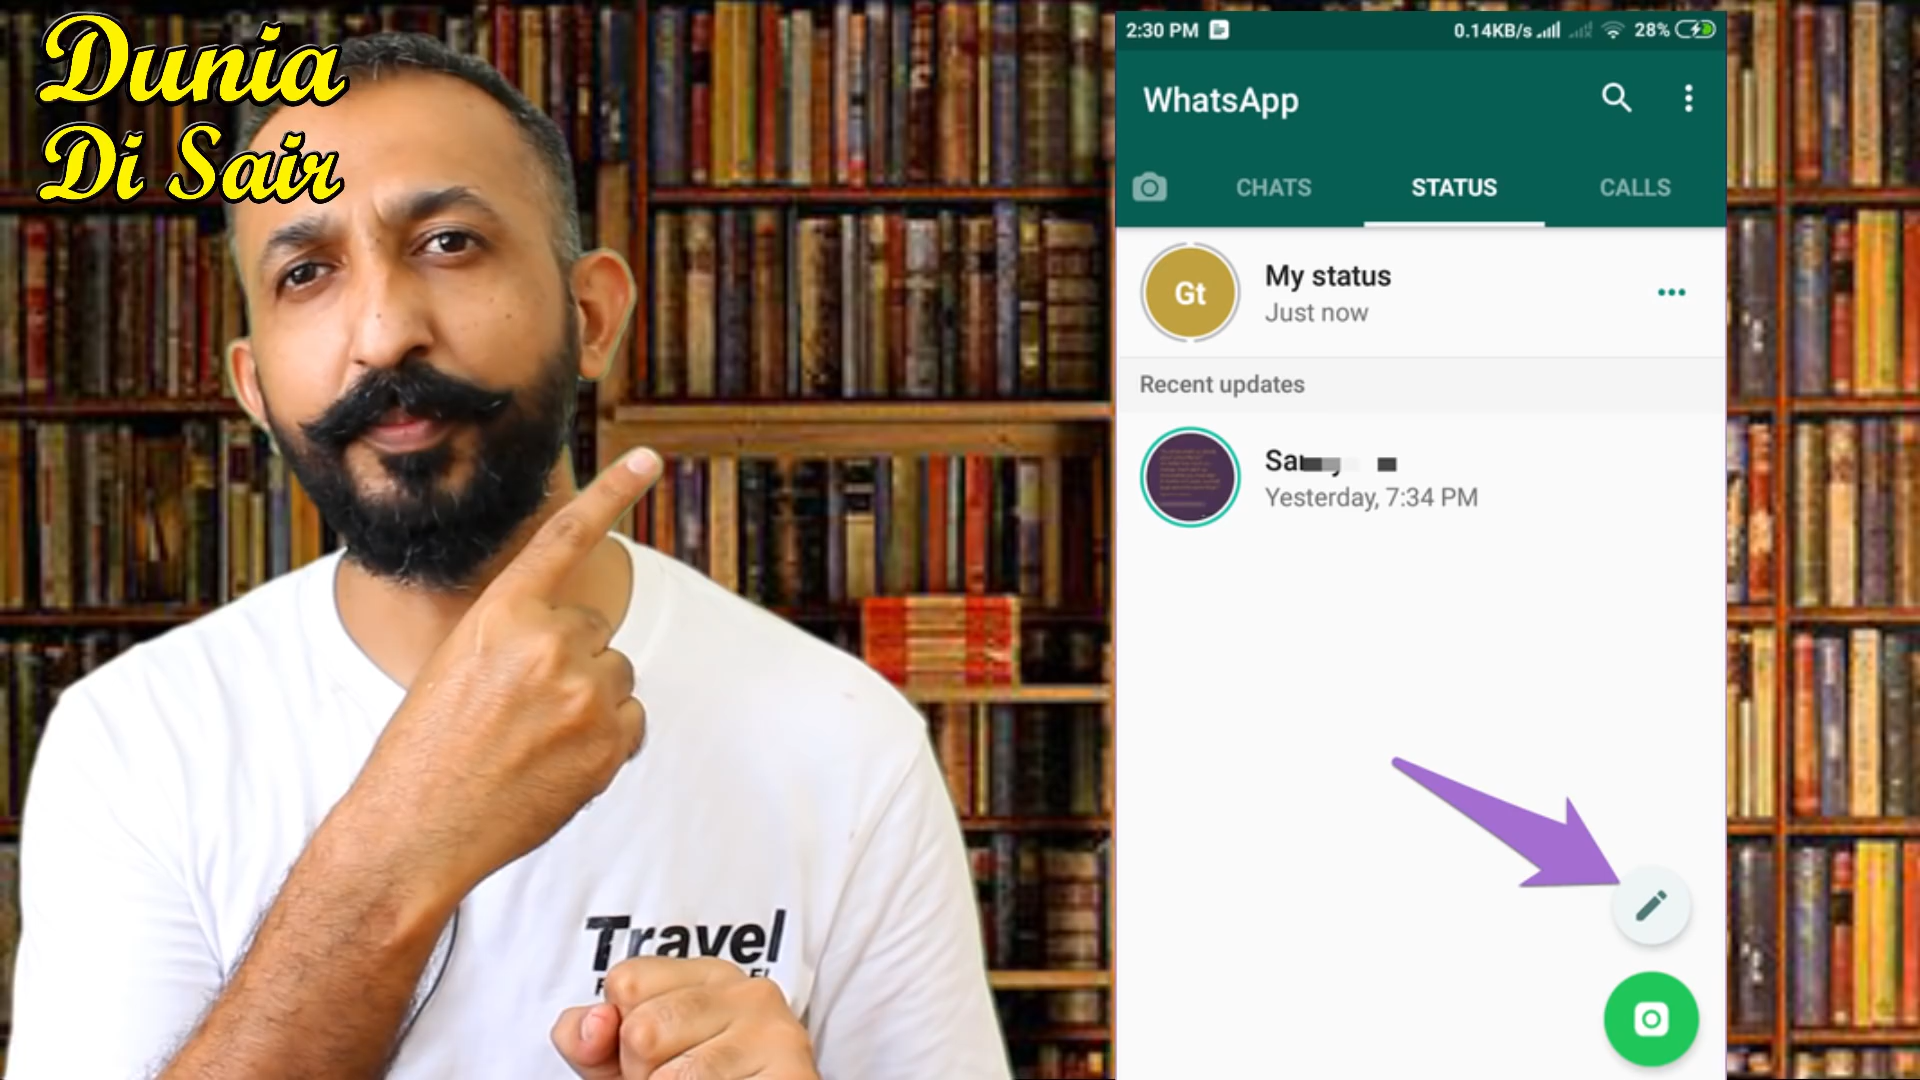 Dunia
Di Sair
2:30 PM
0.14KB/s
28%
WhatsApp
CHATS
STATUS
CALLS
Gt
My status
Just now
Recent updates
Yesterday, 7:34 PM
Travel